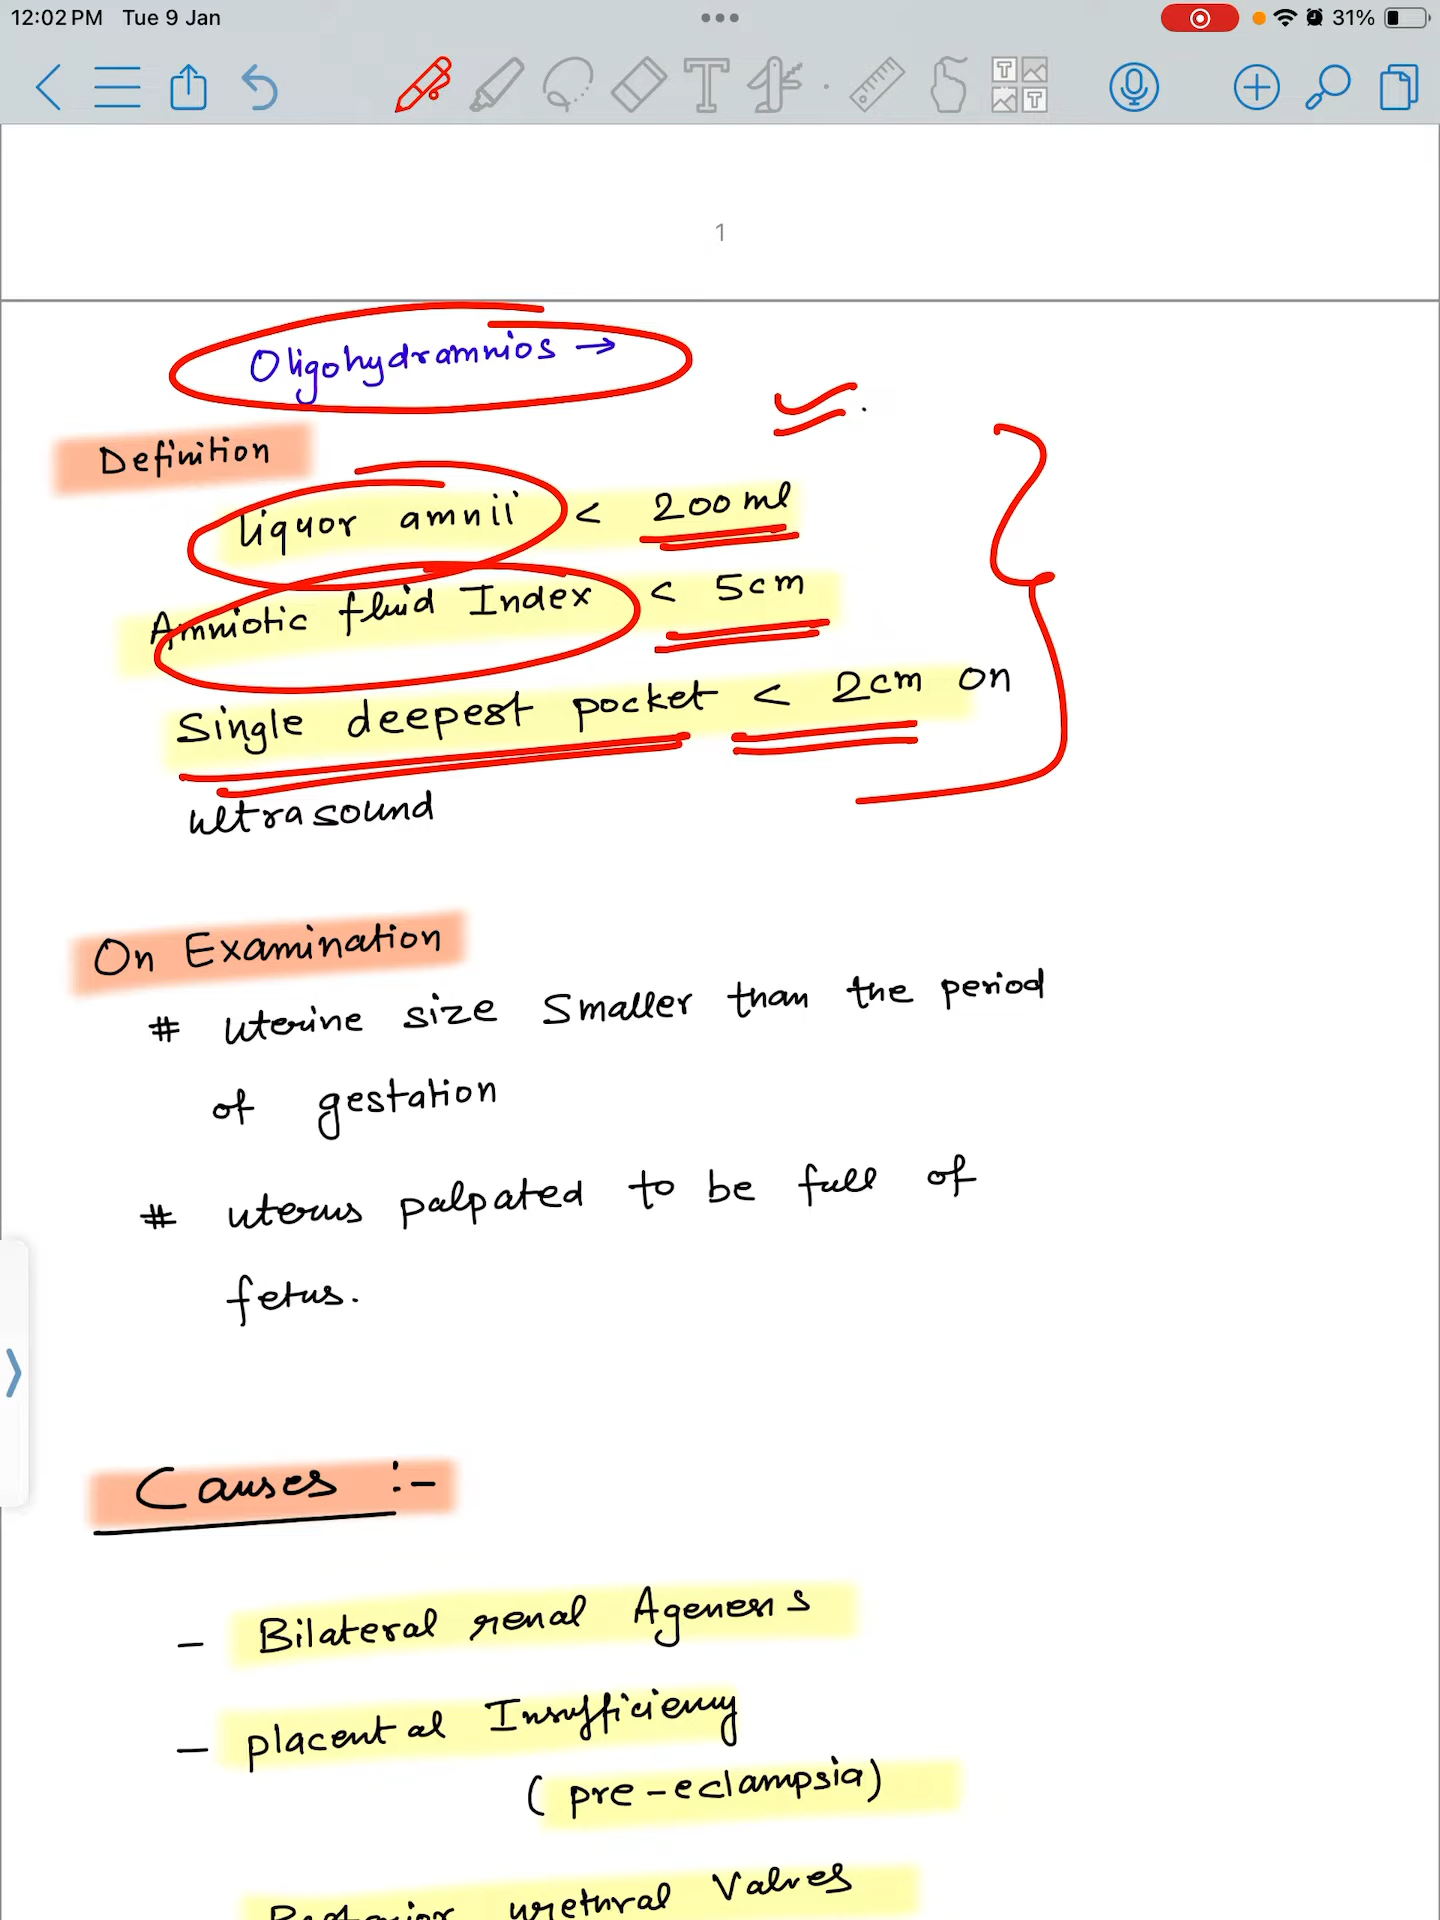 12:02 PM Tue 9 Jan
31%
1
Oligohydramnios →
Definition
liquor amnii < 200 ml
Amniotic fluid Index < 5cm
Single deepest pocket < 2cm on
ultrasound
On Examination
# uterine size smaller than the period
of gestation
# uterus palpated to be full of
fetus.
Causes :-
- Bilateral renal Agenesis
- placental Insufficiency
(pre-eclampsia)
Posterior urethral Valves